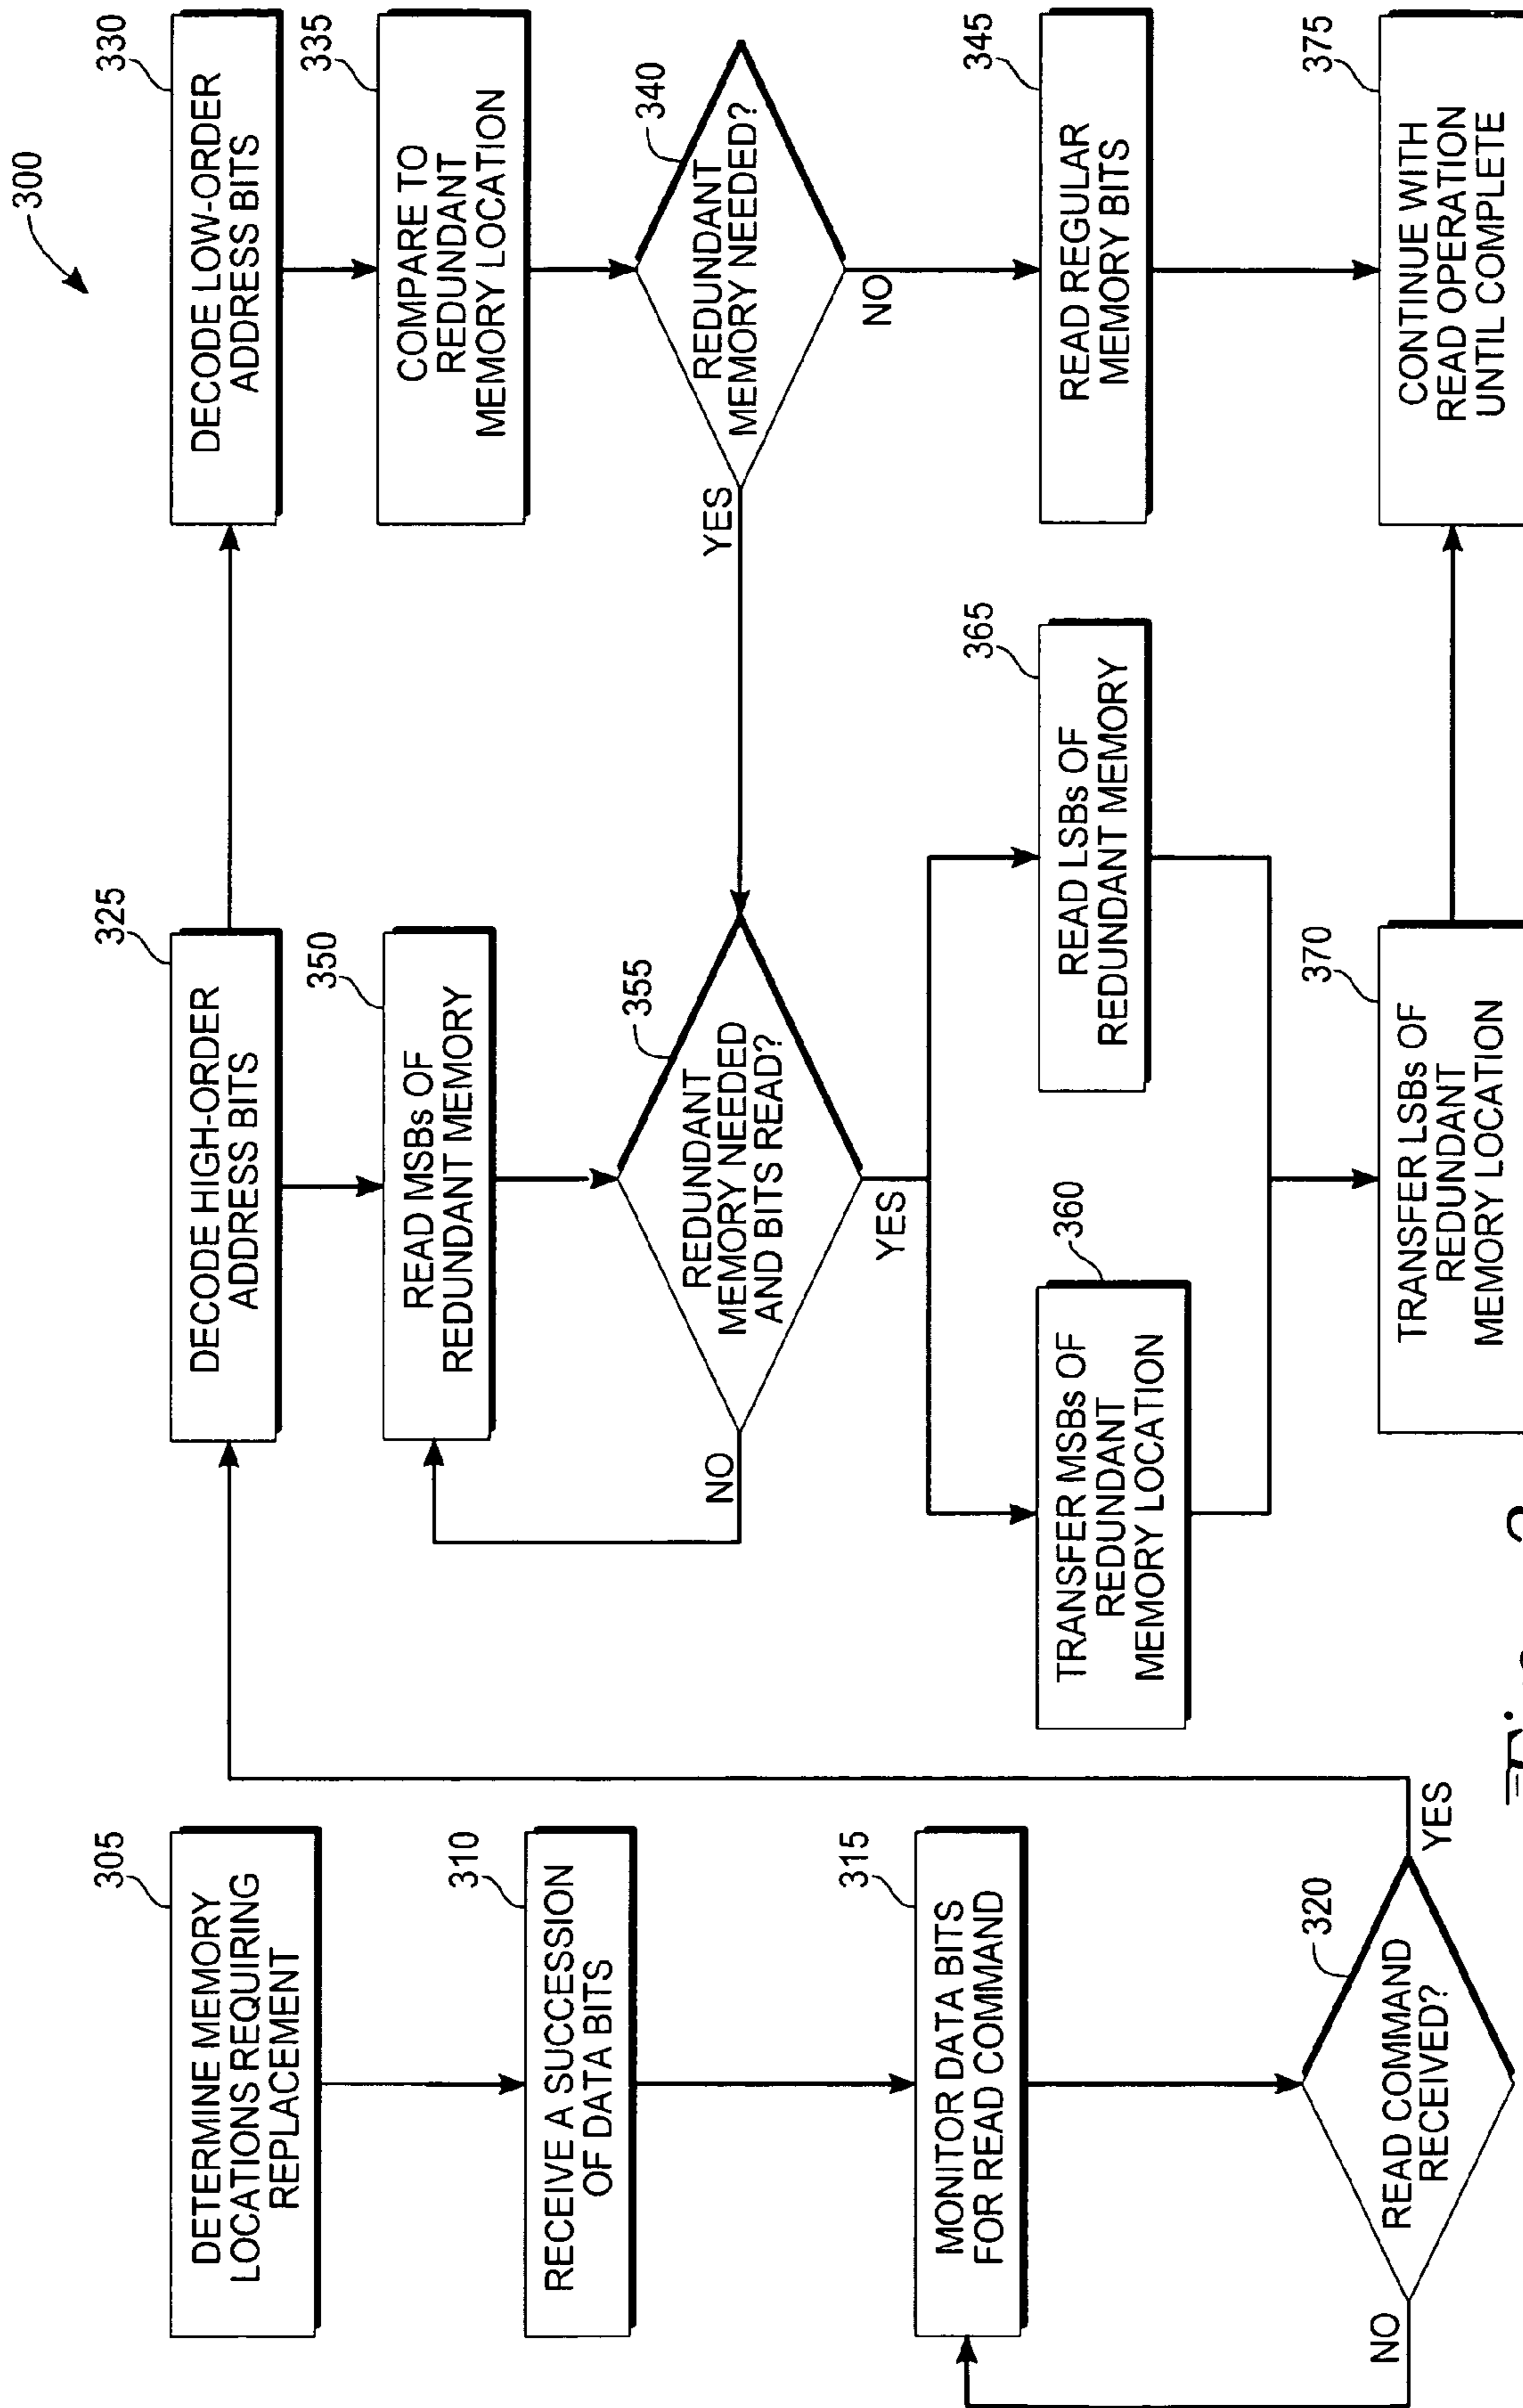 300
305
DETERMINE MEMORY
LOCATIONS REQUIRING
REPLACEMENT
310
RECEIVE A SUCCESSION
OF DATA BITS
315
MONITOR DATA BITS
FOR READ COMMAND
320
READ COMMAND
RECEIVED?
NO
YES
325
DECODE HIGH-ORDER
ADDRESS BITS
350
READ MSBs OF
REDUNDANT MEMORY
355
REDUNDANT
MEMORY NEEDED
AND BITS READ?
NO
YES
360
TRANSFER MSBs OF
REDUNDANT
MEMORY LOCATION
365
READ LSBs OF
REDUNDANT MEMORY
370
TRANSFER LSBs OF
REDUNDANT
MEMORY LOCATION
330
DECODE LOW-ORDER
ADDRESS BITS
335
COMPARE TO
REDUNDANT
MEMORY LOCATION
340
REDUNDANT
MEMORY NEEDED?
YES
NO
345
READ REGULAR
MEMORY BITS
375
CONTINUE WITH
READ OPERATION
UNTIL COMPLETE